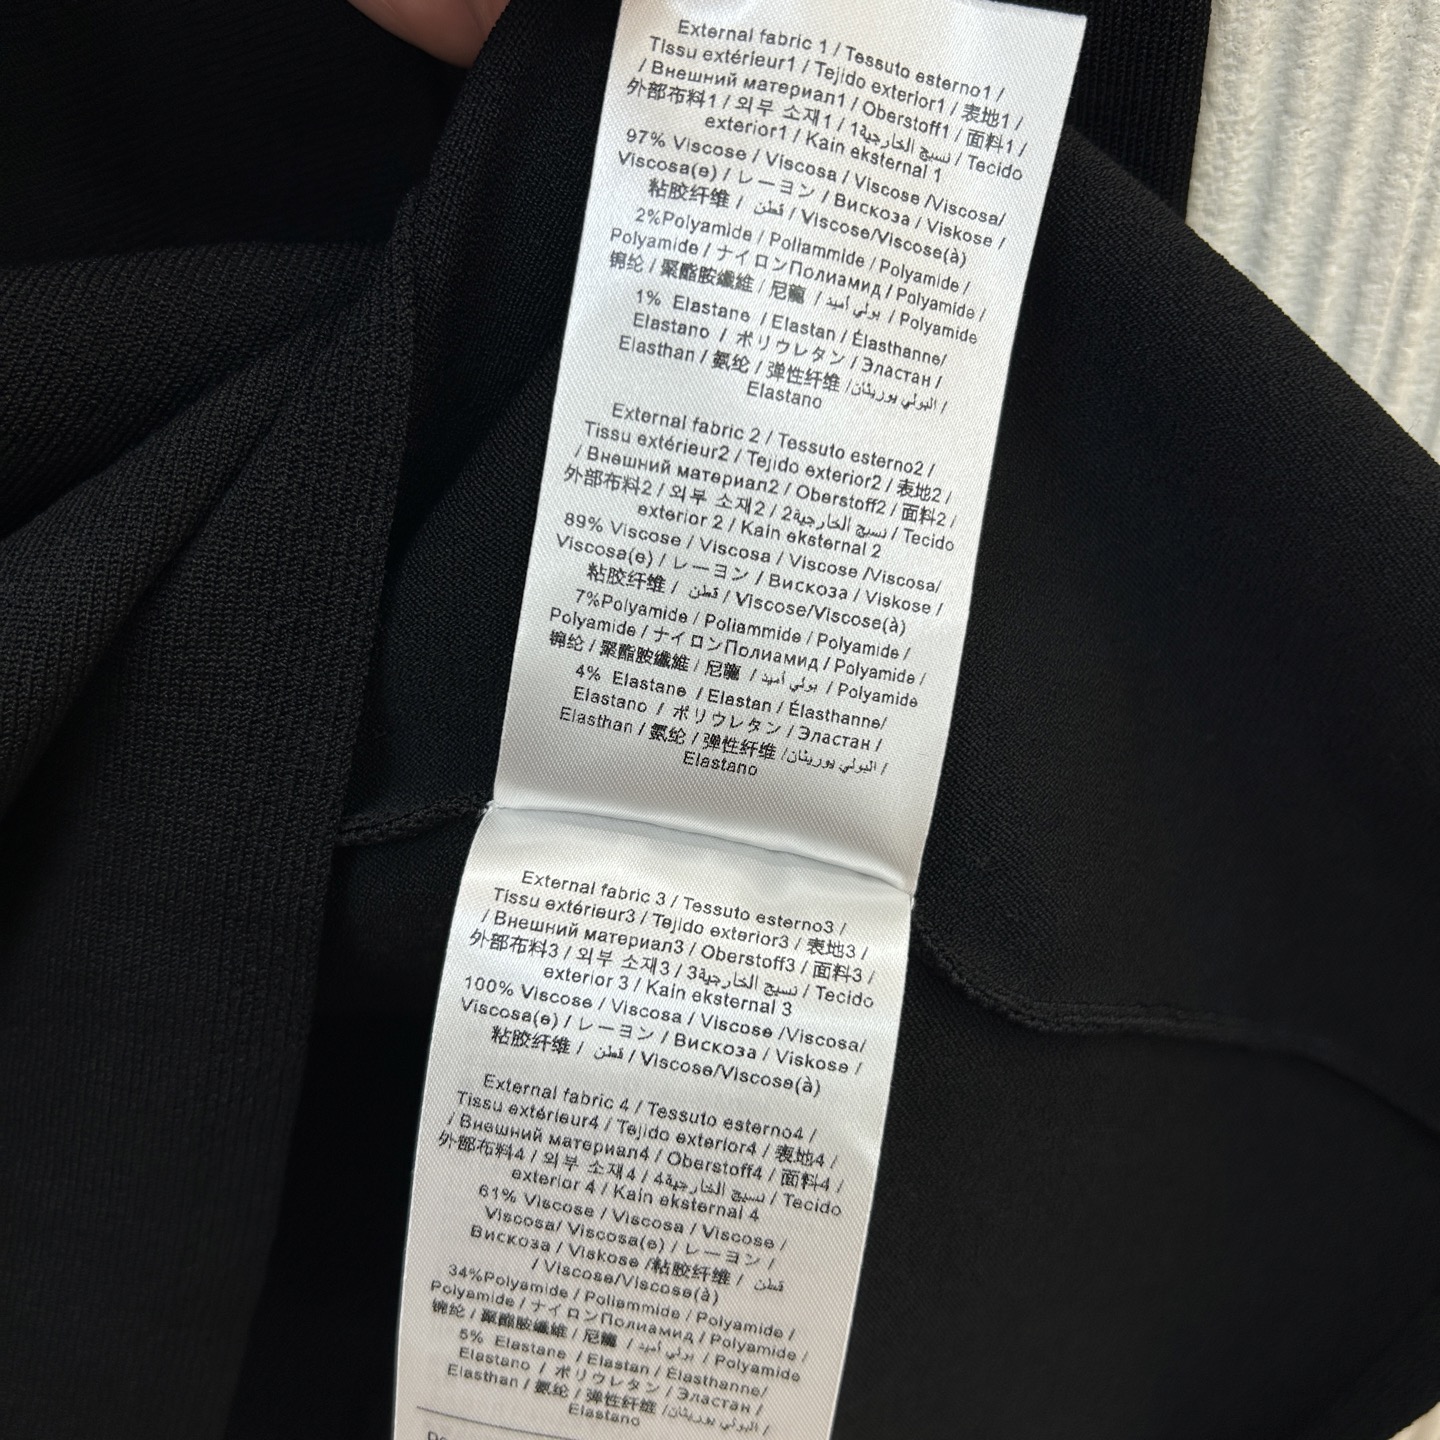 External fabric 1 / Tessuto esterno1 /
Tissu extérieur1 / Tejido exterior1 / 表地1 /
/ Внешний материал1 / Oberstoff1 / 面料1 /
外部布料1 / 외부 소재1 / 1نسيج الخارجية / Tecido
exterior1 / Kain eksternal 1
97% Viscose / Viscosa / Viscose /Viscosa/
Viscosa(e) / レーヨン / Вискоза / Viskose /
粘胶纤维 / قطن / Viscose/Viscose(à)
2%Polyamide / Poliammide / Polyamide /
Polyamide / ナイロンПолиамид / Polyamide /
锦纶 / 聚酰胺纖維 / 尼龍 / بولي أميد / Polyamide
1% Elastane / Elastan / Élasthanne/
Elastano / ポリウレタン / Эластан /
Elasthan / 氨纶 / 弹性纤维 /البولي يوريثان /
Elastano
External fabric 2 / Tessuto esterno2 /
Tissu extérieur2 / Tejido exterior2 / 表地2 /
/ Внешний материал2 / Oberstoff2 / 面料2 /
外部布料2 / 외부 소재2 / 2نسيج الخارجية / Tecido
exterior 2 / Kain eksternal 2
89% Viscose / Viscosa / Viscose /Viscosa/
Viscosa(e) / レーヨン / Вискоза / Viskose /
粘胶纤维 / قطن / Viscose/Viscose(à)
7%Polyamide / Poliammide / Polyamide /
Polyamide / ナイロンПолиамид / Polyamide /
锦纶 / 聚酰胺纖維 / 尼龍 / بولي أميد / Polyamide
4% Elastane / Elastan / Élasthanne/
Elastano / ポリウレタン / Эластан /
Elasthan / 氨纶 / 弹性纤维 /البولي يوريثان /
Elastano
External fabric 3 / Tessuto esterno3 /
Tissu extérieur3 / Tejido exterior3 / 表地3 /
/ Внешний материал3 / Oberstoff3 / 面料3 /
外部布料3 / 외부 소재3 / 3نسيج الخارجية / Tecido
exterior 3 / Kain eksternal 3
100% Viscose / Viscosa / Viscose /Viscosa/
Viscosa(e) / レーヨン / Вискоза / Viskose /
粘胶纤维 / قطن / Viscose/Viscose(à)
External fabric 4 / Tessuto esterno4 /
Tissu extérieur4 / Tejido exterior4 / 表地4 /
/ Внешний материал4 / Oberstoff4 / 面料4 /
外部布料4 / 외부 소재4 / 4نسيج الخارجية / Tecido
exterior 4 / Kain eksternal 4
61% Viscose / Viscosa / Viscose /
Viscosa/ Viscosa(e) / レーヨン /
Вискоза / Viskose /粘胶纤维 / قطن
/ Viscose/Viscose(à)
34%Polyamide / Poliammide / Polyamide /
Polyamide / ナイロンПолиамид / Polyamide /
锦纶 / 聚酰胺纖維 / 尼龍 / بولي أميد / Polyamide
5% Elastane / Elastan / Élasthanne/
Elastano / ポリウレタン / Эластан /
Elasthan / 氨纶 / 弹性纤维 /البولي يوريثان /
Elastano